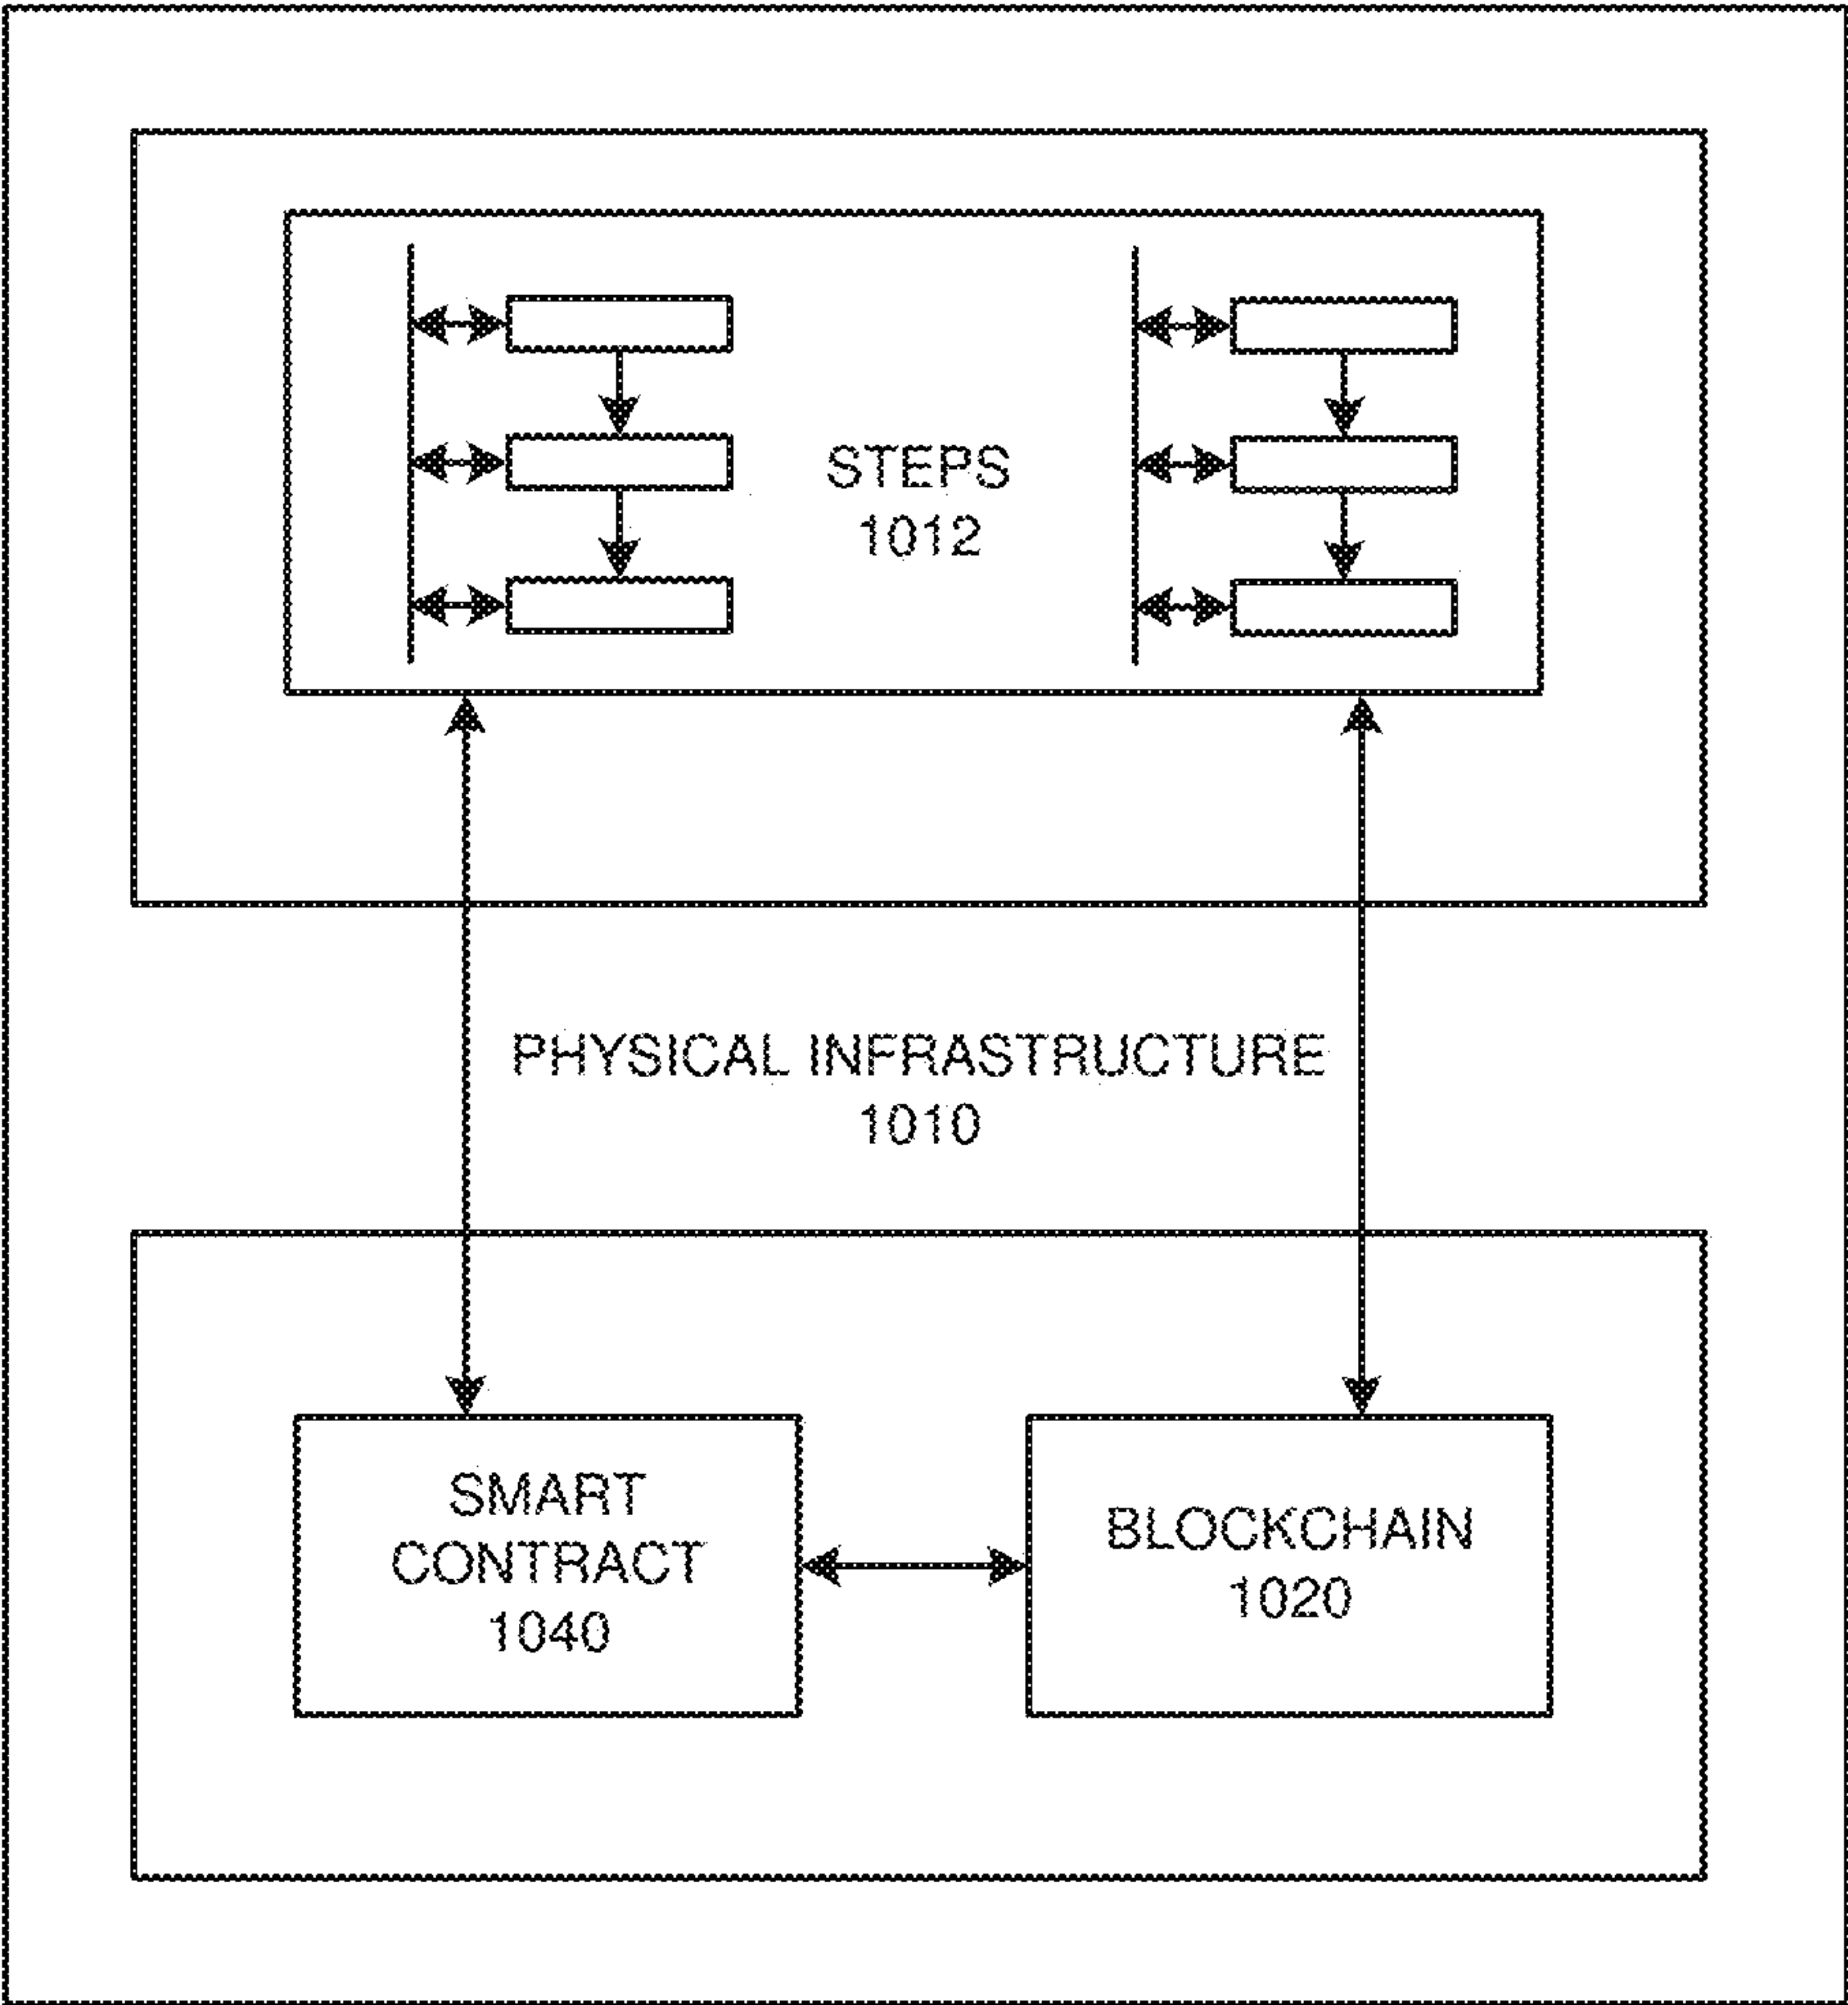 STEPS
1012
PHYSICAL INFRASTRUCTURE
1010
SMART
CONTRACT
1040
BLOCKCHAIN
1020